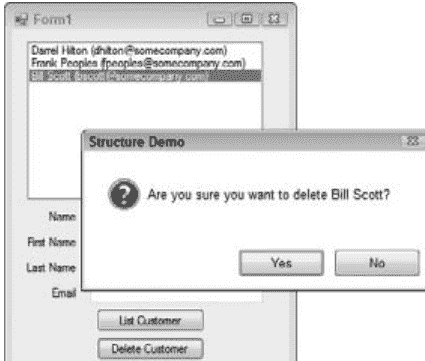 Form1
Darrel Hilton (dhilton@somecompany.com)
Frank Peoples (fpeoples@somecompany.com)
Bill Scott (bscott@somecompany.com)
Structure Demo
Are you sure you want to delete Bill Scott?
Yes No
Name
First Name
Last Name
Email
List Customer
Delete Customer